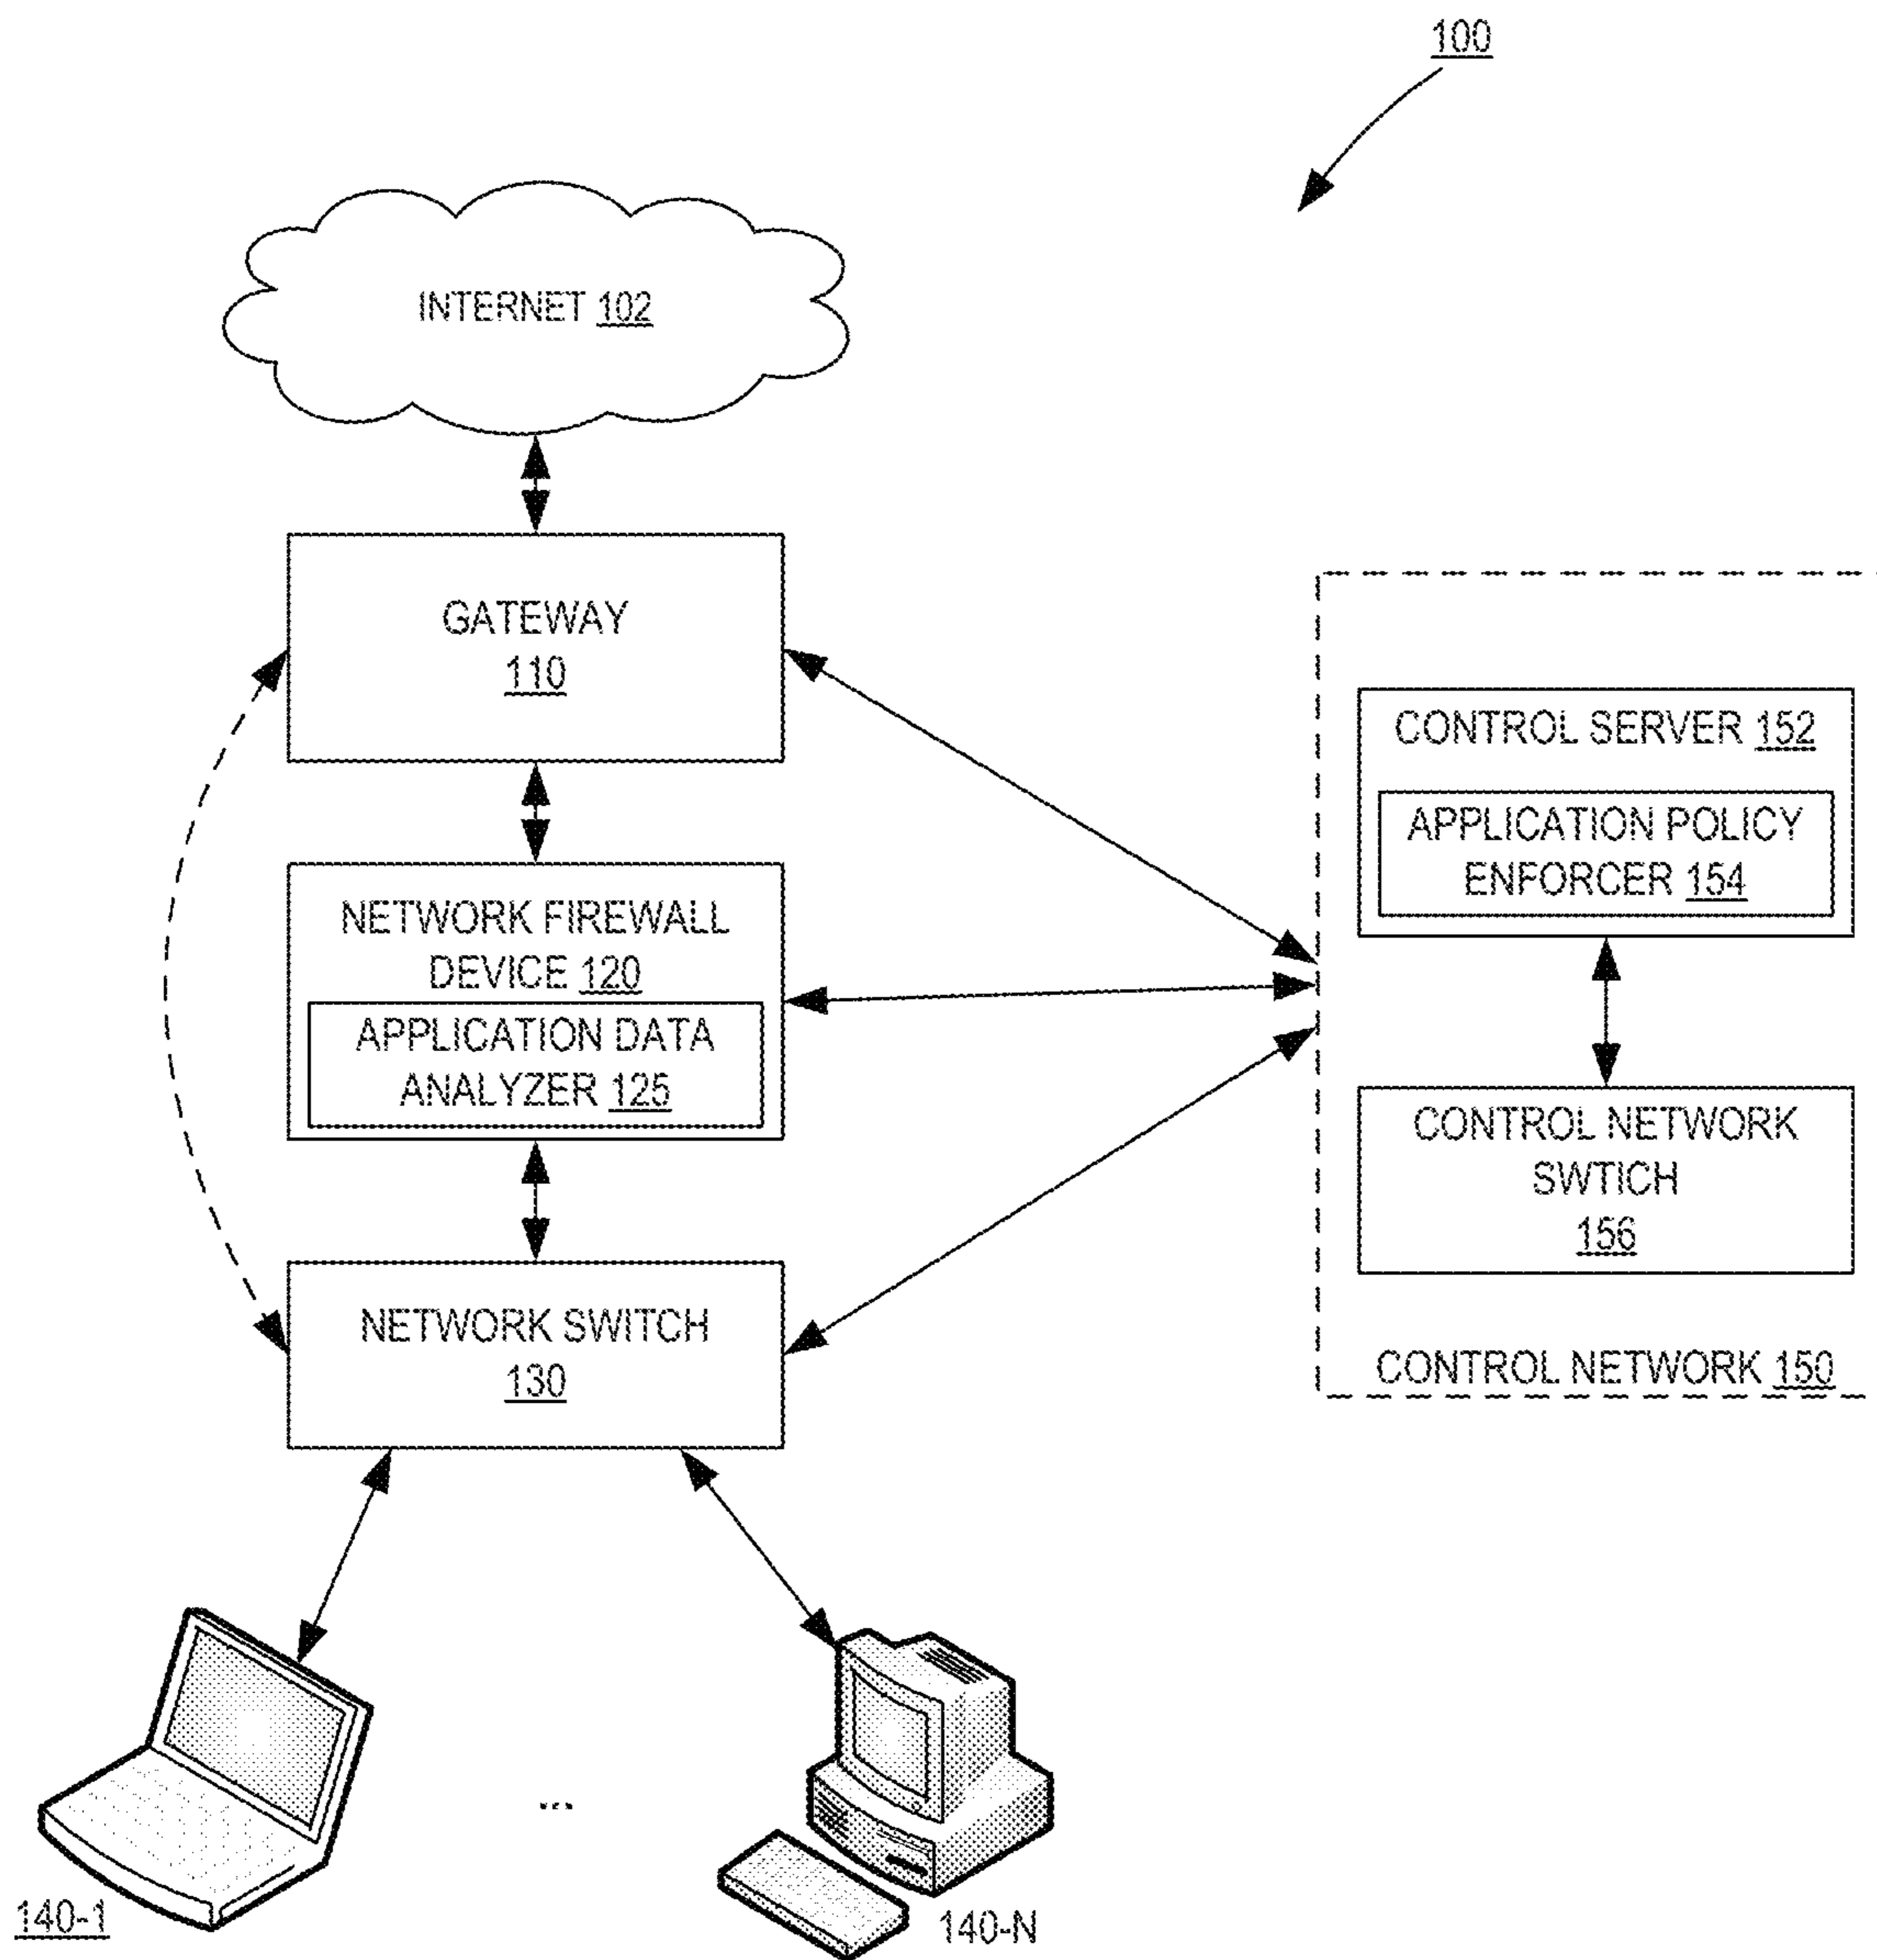 100
INTERNET 102
GATEWAY
110
CONTROL SERVER 152
APPLICATION POLICY
ENFORCER 154
NETWORK FIREWALL
DEVICE 120
APPLICATION DATA
ANALYZER 125
CONTROL NETWORK
SWTICH
156
NETWORK SWITCH
130
CONTROL NETWORK 150
...
140-1
140-N